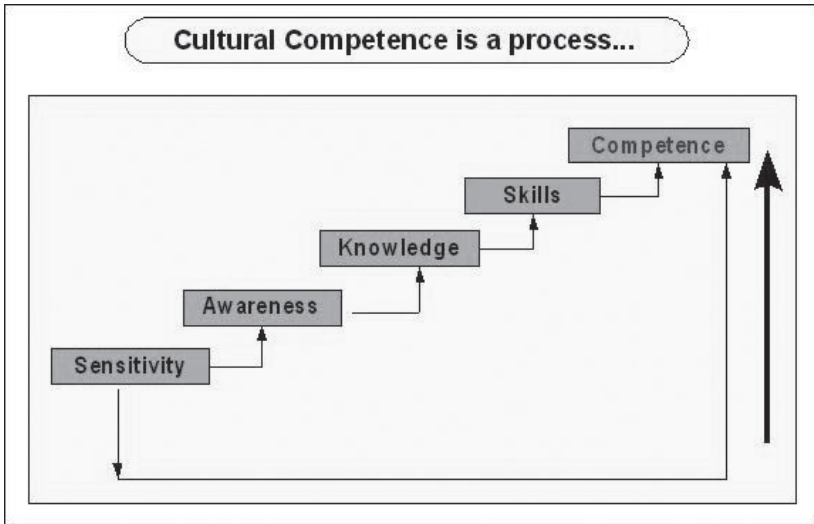 Cultural Competence is a process...
Competence
Skills
Knowledge
Awareness
Sensitivity